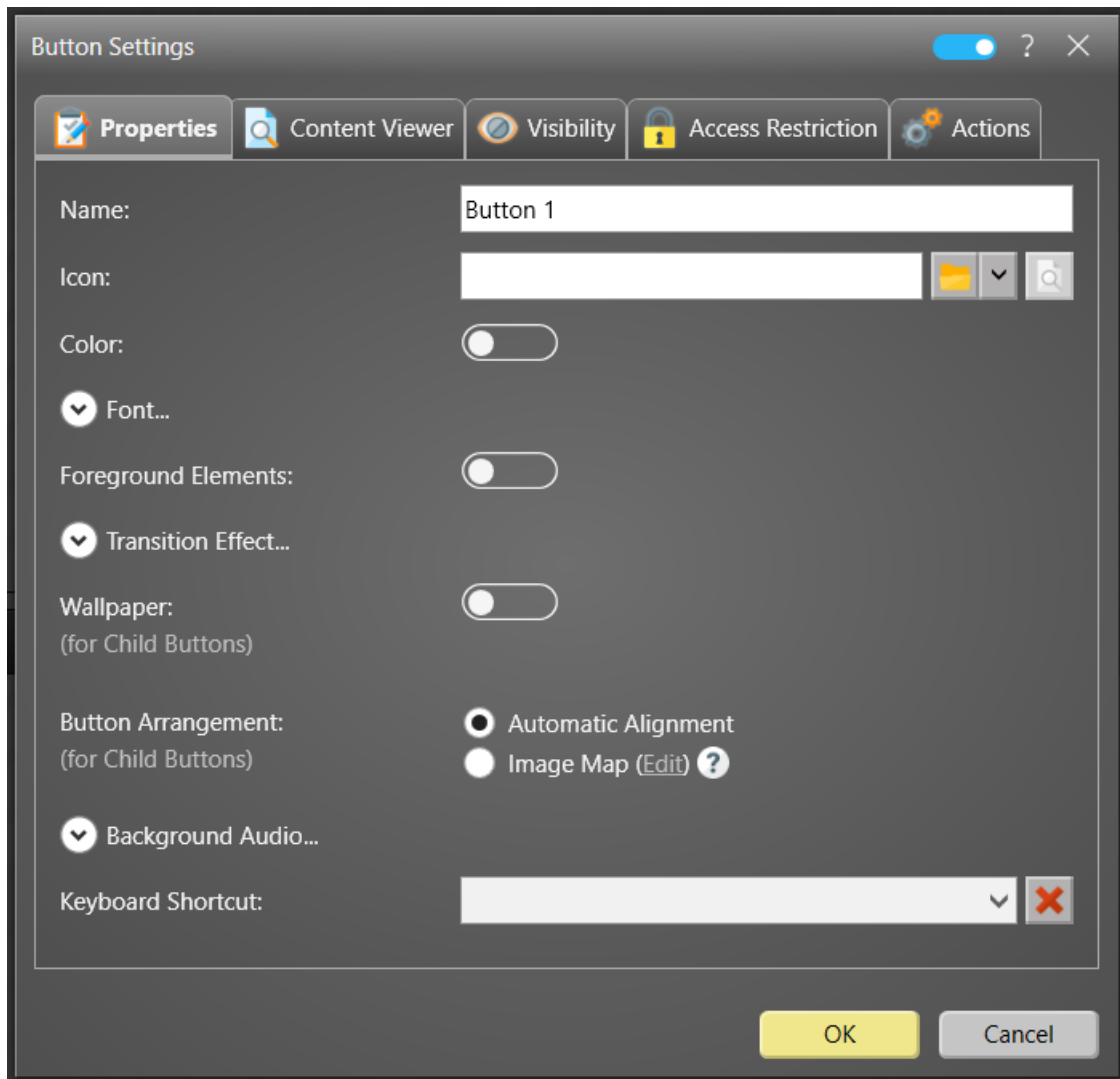 Button Settings
?
Properties Content Viewer Visibility Access Restriction Actions
Name: Button 1
Icon:
Color:
Font...
Foreground Elements:
Transition Effect...
Wallpaper:
(for Child Buttons)
Button Arrangement: Automatic Alignment
(for Child Buttons) Image Map (Edit) ?
Background Audio...
Keyboard Shortcut:
OK Cancel